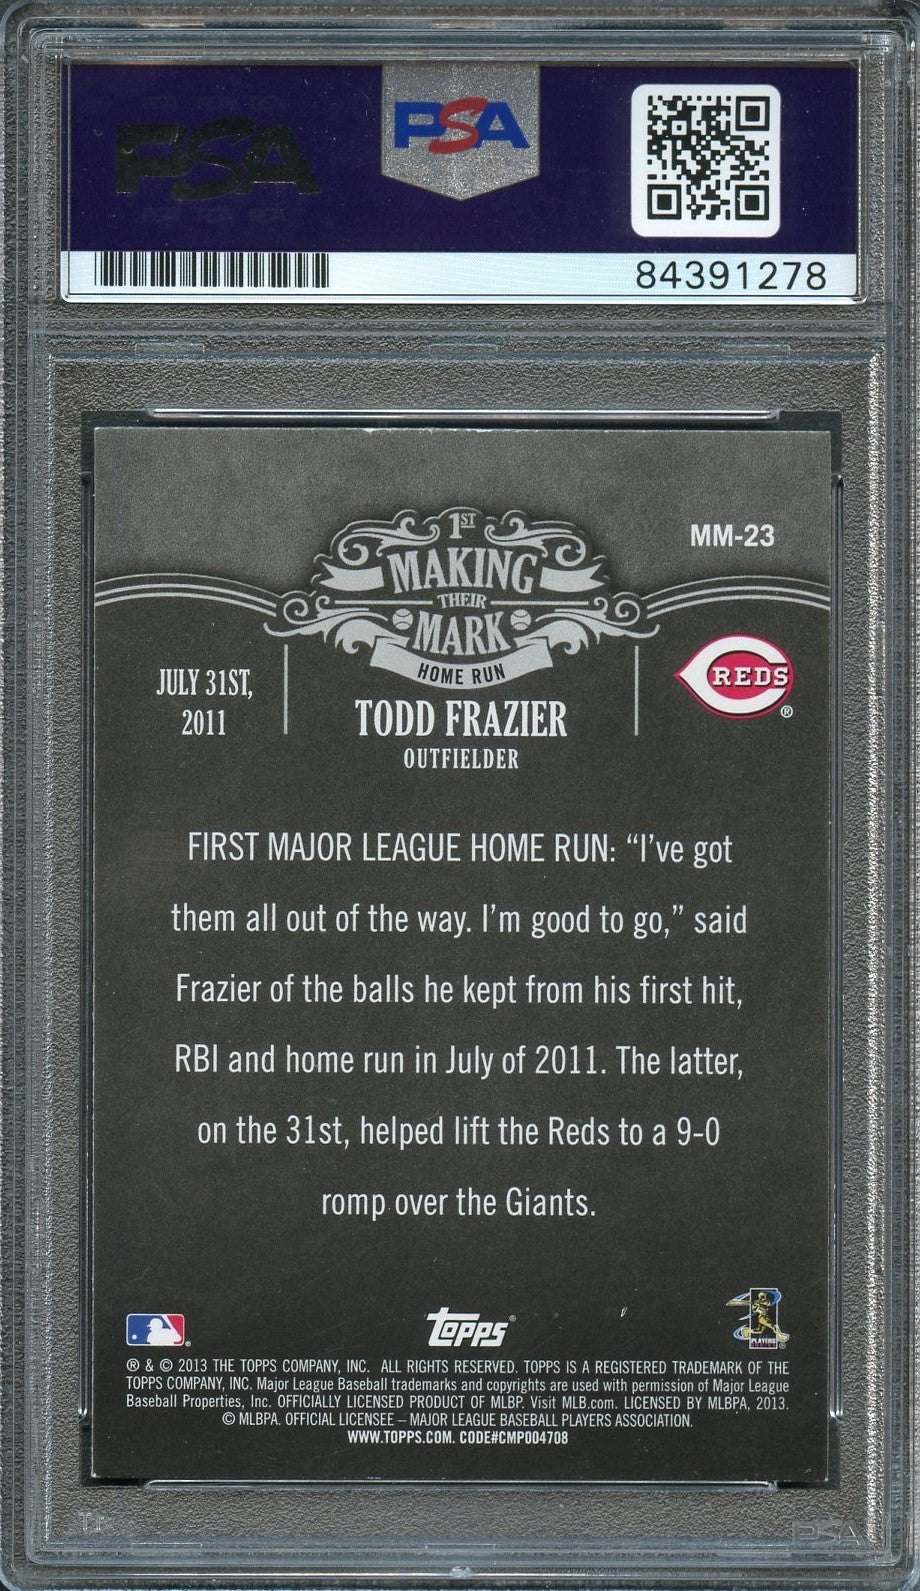 PSA
PSA
84391278
MM-23
1ST
MAKING
THEIR
MARK
HOME RUN
JULY 31ST,
2011
TODD FRAZIER
OUTFIELDER
REDS
®
FIRST MAJOR LEAGUE HOME RUN: “I’ve got
them all out of the way. I’m good to go,” said
Frazier of the balls he kept from his first hit,
RBI and home run in July of 2011. The latter,
on the 31st, helped lift the Reds to a 9-0
romp over the Giants.
Topps®
PLAYERS
® & © 2013 THE TOPPS COMPANY, INC. ALL RIGHTS RESERVED. TOPPS IS A REGISTERED TRADEMARK OF THE
TOPPS COMPANY, INC. Major League Baseball trademarks and copyrights are used with permission of Major League
Baseball Properties, Inc. OFFICIALLY LICENSED PRODUCT OF MLBP. Visit MLB.com. LICENSED BY MLBPA, 2013.
© MLBPA. OFFICIAL LICENSEE – MAJOR LEAGUE BASEBALL PLAYERS ASSOCIATION.
WWW.TOPPS.COM. CODE#CMP004708
PSA